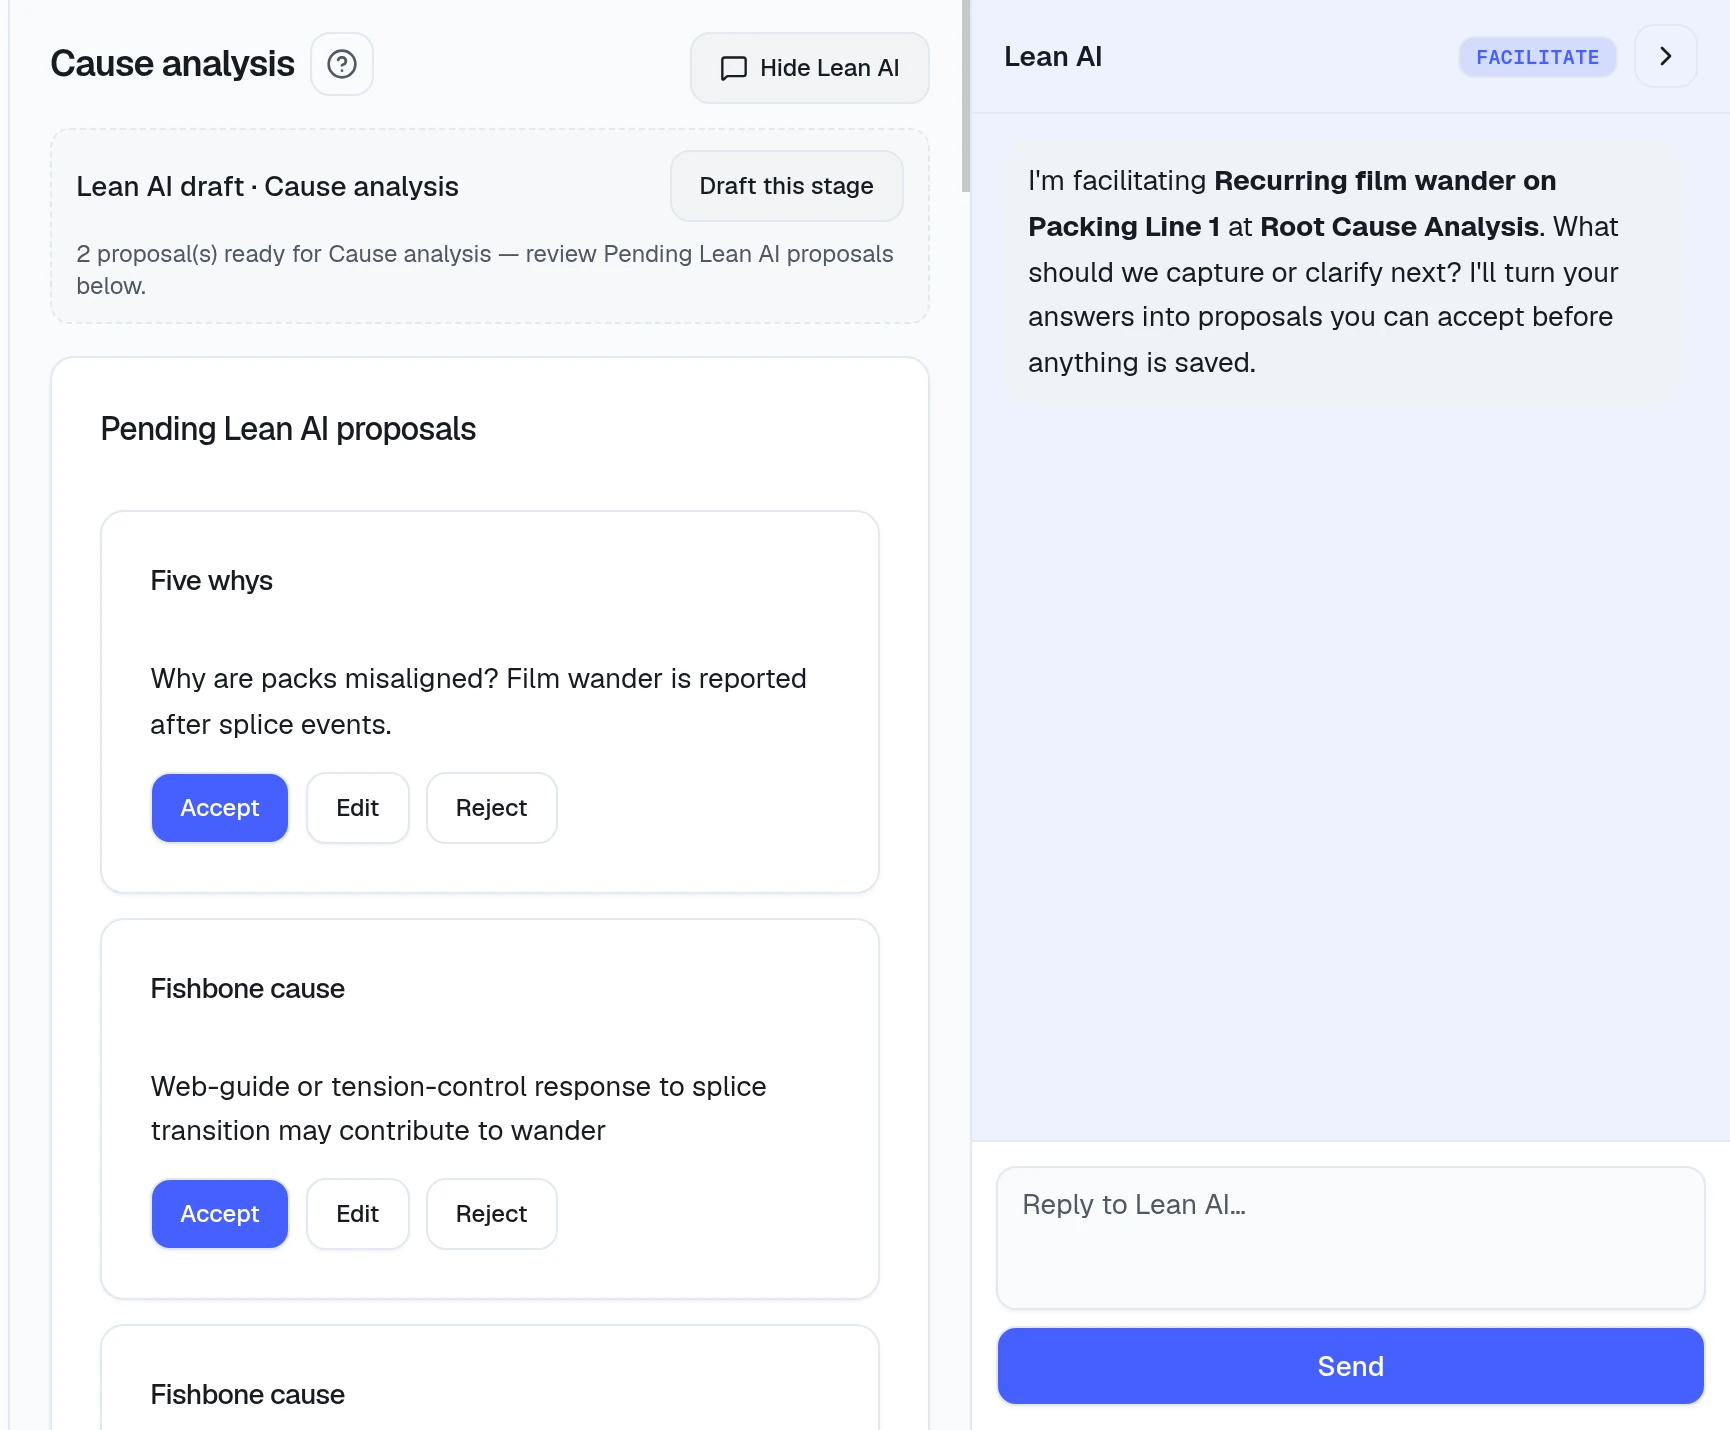 Cause analysis
Hide Lean AI
Lean AI draft · Cause analysis
Draft this stage
2 proposal(s) ready for Cause analysis — review Pending Lean AI proposals
below.
Pending Lean AI proposals
Five whys
Why are packs misaligned? Film wander is reported
after splice events.
Accept
Edit
Reject
Fishbone cause
Web-guide or tension-control response to splice
transition may contribute to wander
Accept
Edit
Reject
Fishbone cause
Lean AI
FACILITATE
I'm facilitating Recurring film wander on
Packing Line 1 at Root Cause Analysis. What
should we capture or clarify next? I'll turn your
answers into proposals you can accept before
anything is saved.
Reply to Lean AI…
Send